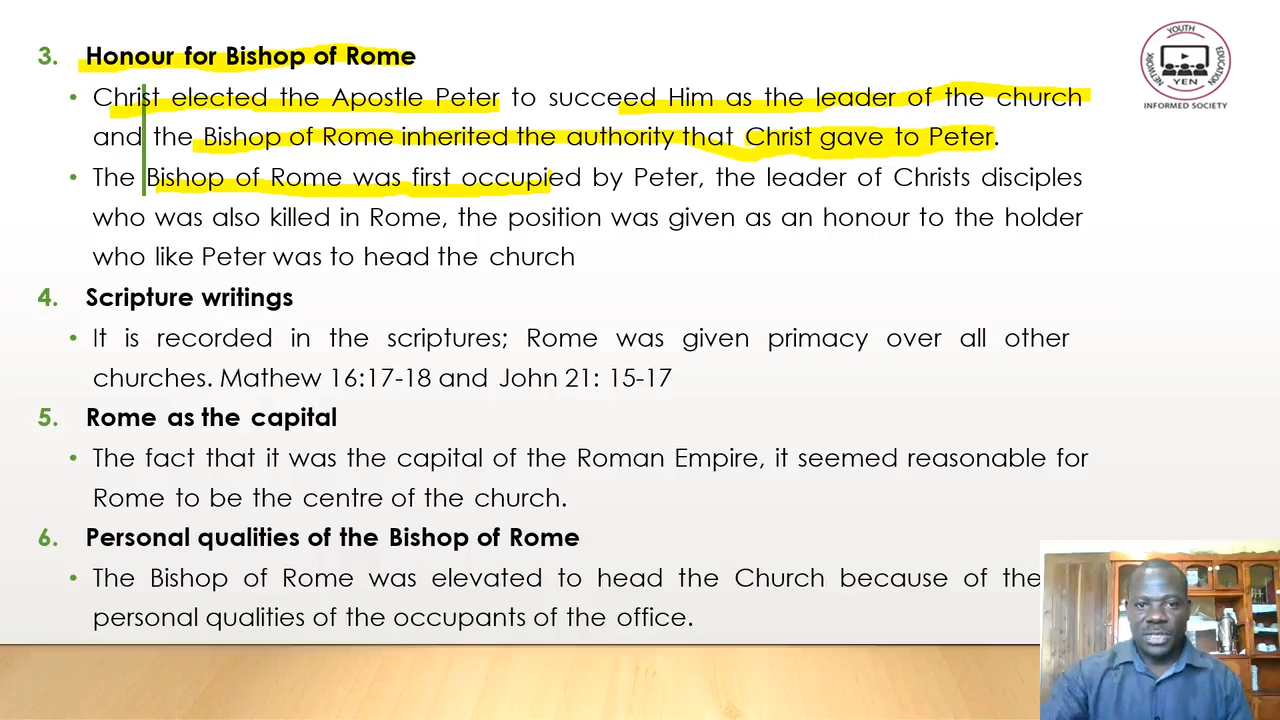 3. Honour for Bishop of Rome
• Christ elected the Apostle Peter to succeed Him as the leader of the church
and the Bishop of Rome inherited the authority that Christ gave to Peter.
• The Bishop of Rome was first occupied by Peter, the leader of Christs disciples
who was also killed in Rome, the position was given as an honour to the holder
who like Peter was to head the church
4. Scripture writings
• It is recorded in the scriptures; Rome was given primacy over all other
churches. Mathew 16:17-18 and John 21: 15-17
5. Rome as the capital
• The fact that it was the capital of the Roman Empire, it seemed reasonable for
Rome to be the centre of the church.
6. Personal qualities of the Bishop of Rome
• The Bishop of Rome was elevated to head the Church because of the
personal qualities of the occupants of the office.
YOUTH
EDUCATION
NETWORK
YEN
INFORMED SOCIETY